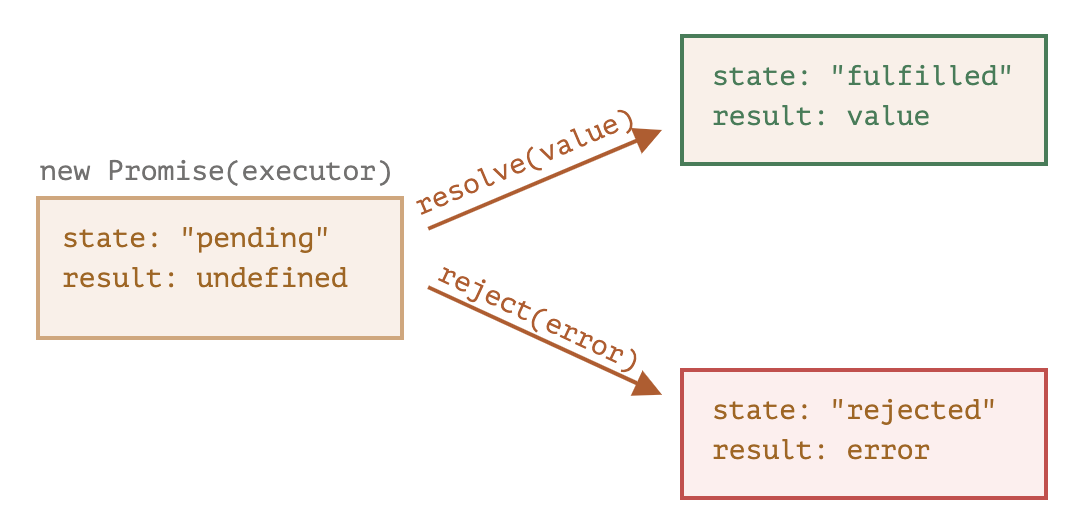 new Promise(executor)
state: "pending"
result: undefined
resolve(value)
state: "fulfilled"
result: value
reject(error)
state: "rejected"
result: error